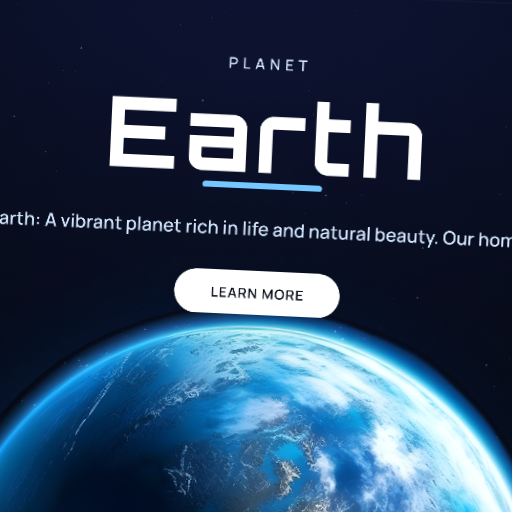 PLANET
Earth
arth: A vibrant planet rich in life and natural beauty. Our hom
LEARN MORE